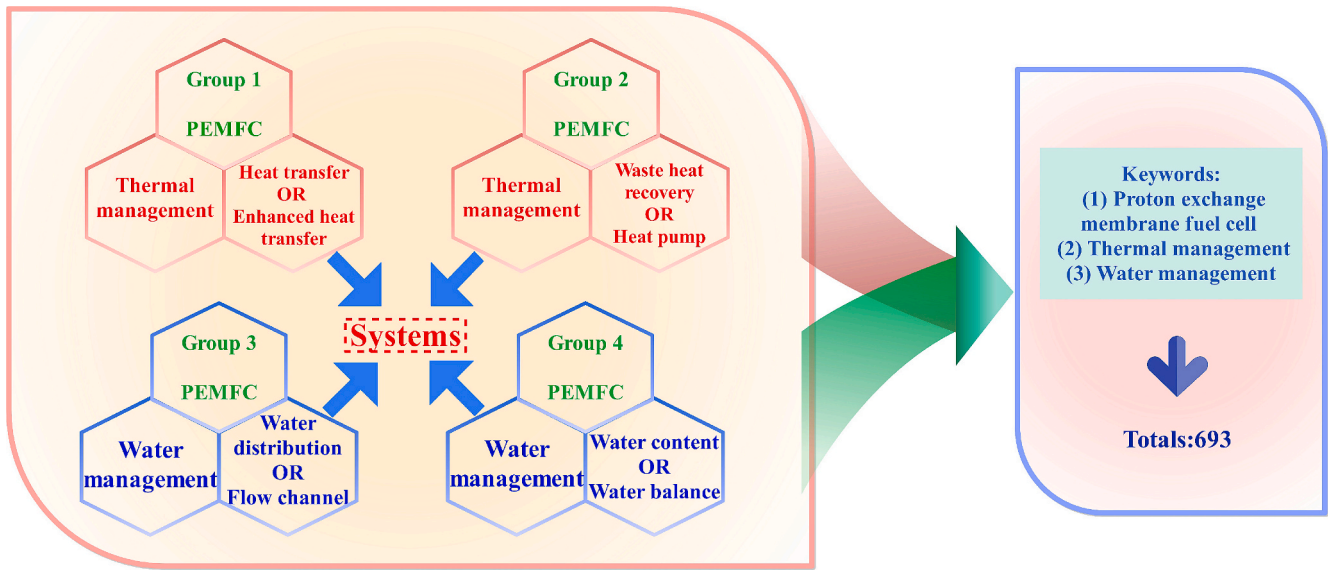 Group 1
PEMFC
Thermal
management
Heat transfer
OR
Enhanced heat
transfer
Group 2
PEMFC
Thermal
management
Waste heat
recovery
OR
Heat pump
Systems
Group 3
PEMFC
Water
management
Water
distribution
OR
Flow channel
Group 4
PEMFC
Water
management
Water content
OR
Water balance
Keywords:
(1) Proton exchange
membrane fuel cell
(2) Thermal management
(3) Water management
Totals:693